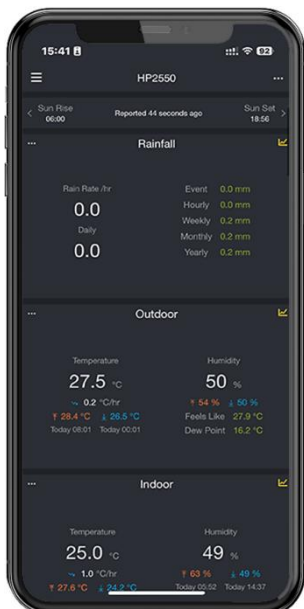 15:41
92
HP2550
Sun Rise
06:00
Reported 44 seconds ago
Sun Set
18:56
Rainfall
Rain Rate /hr
0.0
Daily
0.0
Event 0.0 mm
Hourly 0.0 mm
Weekly 0.2 mm
Monthly 0.2 mm
Yearly 0.2 mm
Outdoor
Temperature
27.5 °C
0.2 °C/hr
28.4 °C 26.5 °C
Today 08:01 Today 00:01
Humidity
50 %
54 % 50 %
Feels Like 27.9 °C
Dew Point 16.2 °C
Indoor
Temperature
25.0 °C
1.0 °C/hr
27.6 °C 24.2 °C
Humidity
49 %
63 % 49 %
Today 05:52 Today 14:37